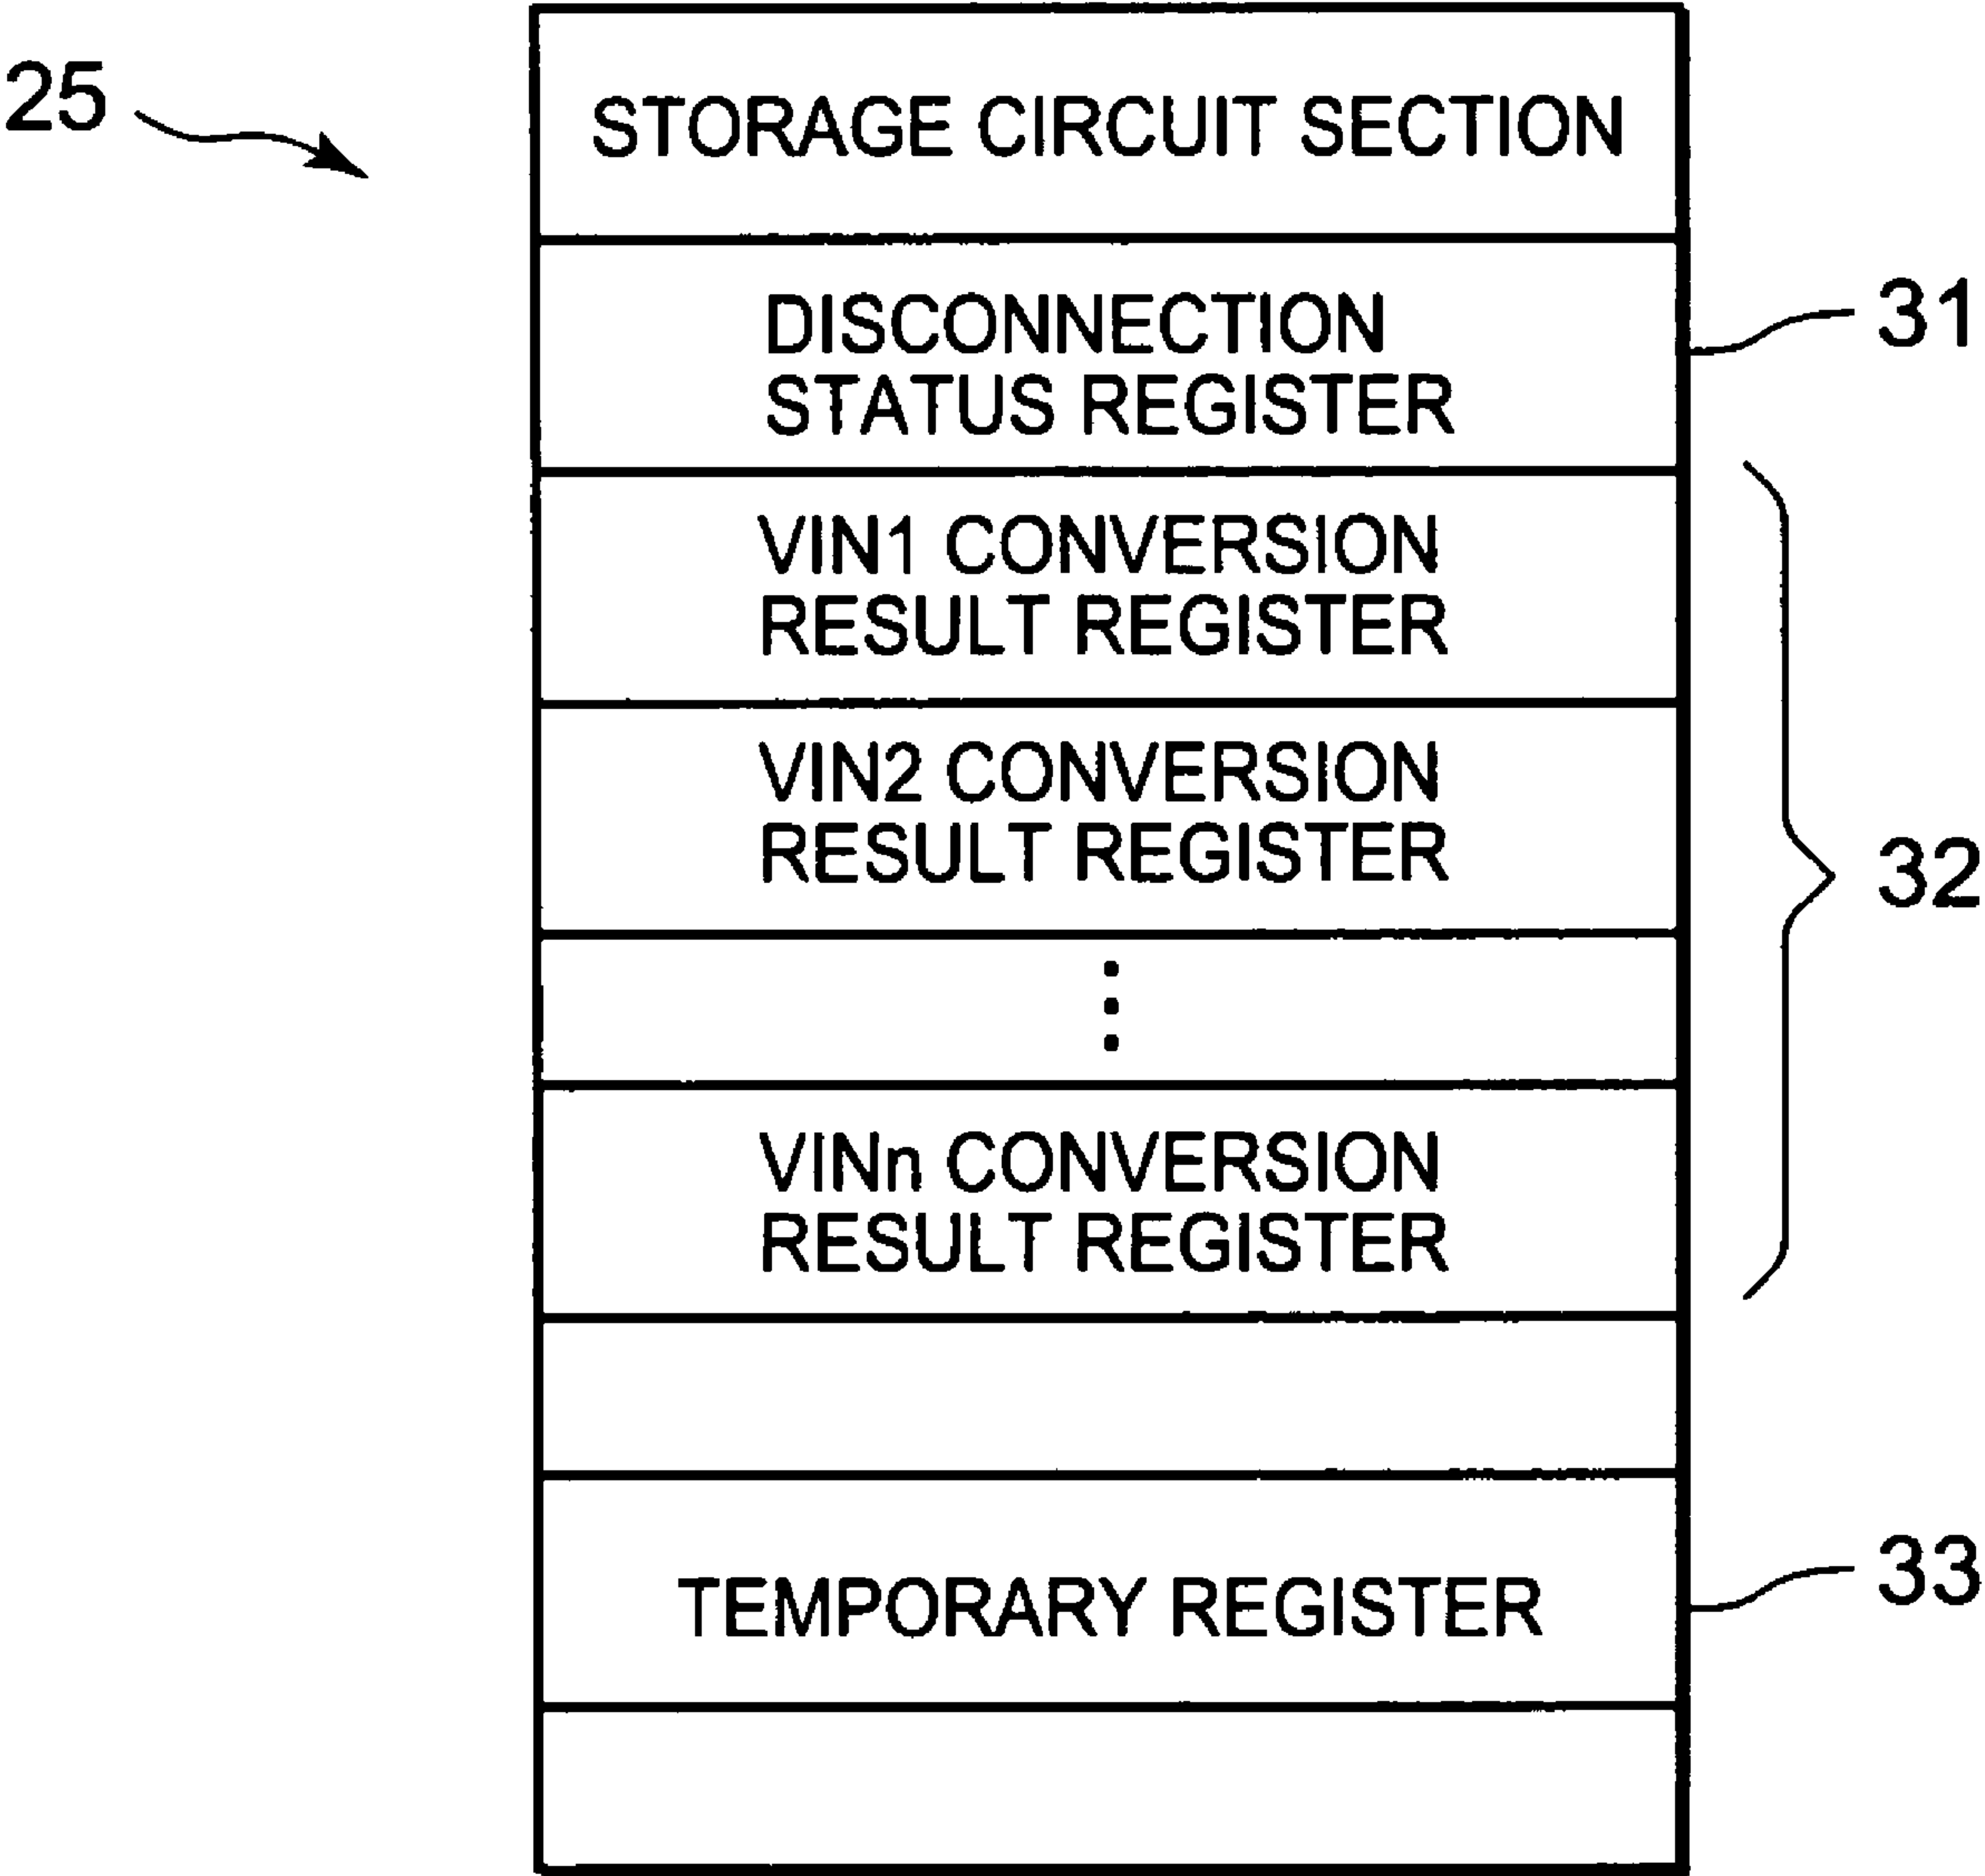 25
STORAGE CIRCUIT SECTION
DISCONNECTION
STATUS REGISTER
31
VIN1 CONVERSION
RESULT REGISTER
VIN2 CONVERSION
RESULT REGISTER
32
VINn CONVERSION
RESULT REGISTER
TEMPORARY REGISTER
33